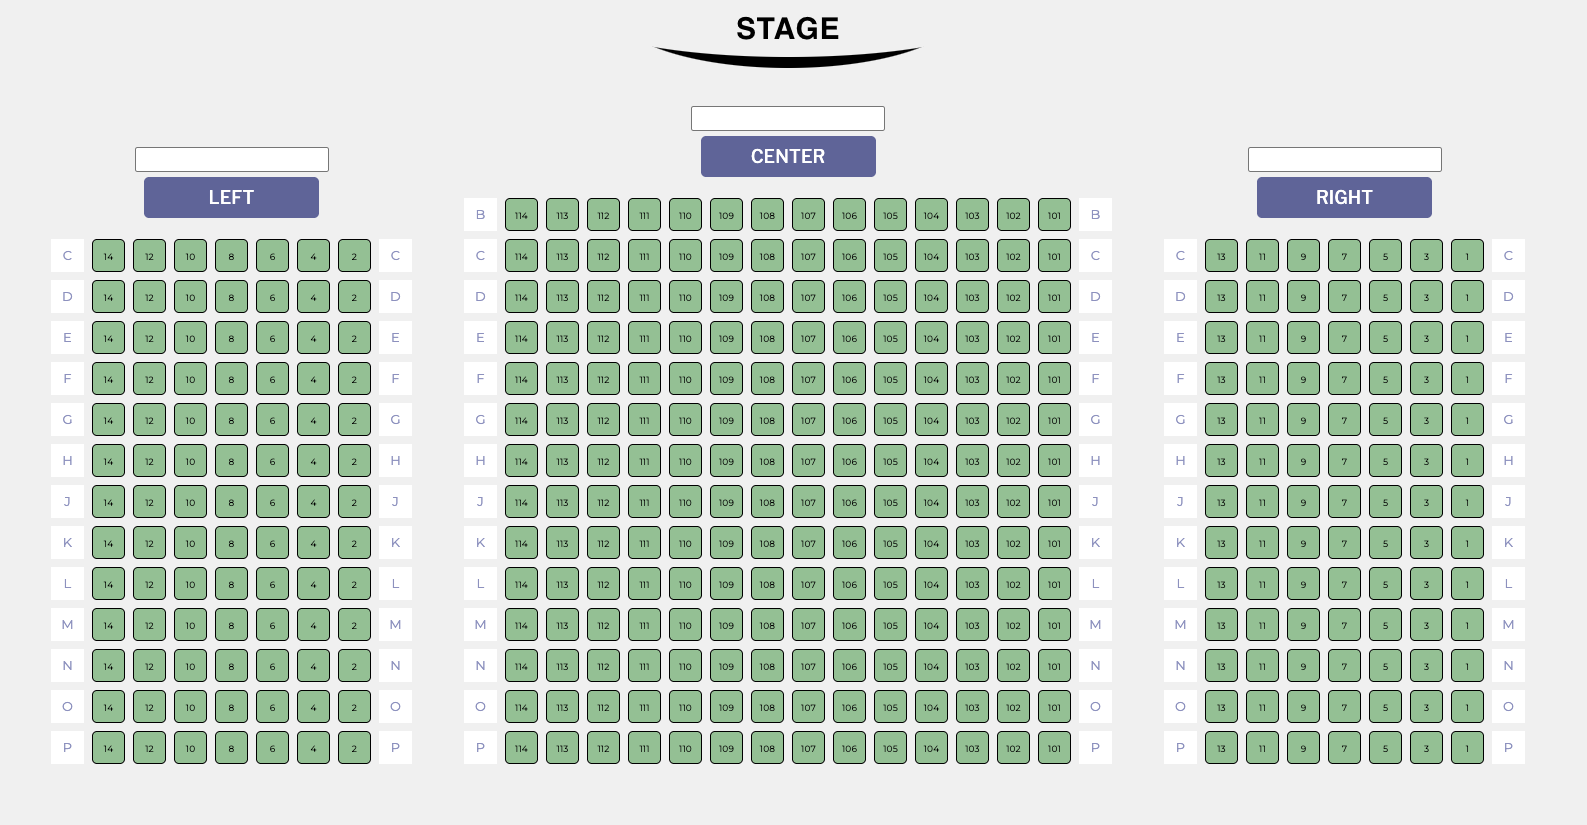 STAGE
CENTER
LEFT
RIGHT
B 114 113 112 111 110 109 108 107 106 105 104 103 102 101 B
C 14 12 10 8 6 4 2 C C 114 113 112 111 110 109 108 107 106 105 104 103 102 101 C C 13 11 9 7 5 3 1 C
D 14 12 10 8 6 4 2 D D 114 113 112 111 110 109 108 107 106 105 104 103 102 101 D D 13 11 9 7 5 3 1 D
E 14 12 10 8 6 4 2 E E 114 113 112 111 110 109 108 107 106 105 104 103 102 101 E E 13 11 9 7 5 3 1 E
F 14 12 10 8 6 4 2 F F 114 113 112 111 110 109 108 107 106 105 104 103 102 101 F F 13 11 9 7 5 3 1 F
G 14 12 10 8 6 4 2 G G 114 113 112 111 110 109 108 107 106 105 104 103 102 101 G G 13 11 9 7 5 3 1 G
H 14 12 10 8 6 4 2 H H 114 113 112 111 110 109 108 107 106 105 104 103 102 101 H H 13 11 9 7 5 3 1 H
J 14 12 10 8 6 4 2 J J 114 113 112 111 110 109 108 107 106 105 104 103 102 101 J J 13 11 9 7 5 3 1 J
K 14 12 10 8 6 4 2 K K 114 113 112 111 110 109 108 107 106 105 104 103 102 101 K K 13 11 9 7 5 3 1 K
L 14 12 10 8 6 4 2 L L 114 113 112 111 110 109 108 107 106 105 104 103 102 101 L L 13 11 9 7 5 3 1 L
M 14 12 10 8 6 4 2 M M 114 113 112 111 110 109 108 107 106 105 104 103 102 101 M M 13 11 9 7 5 3 1 M
N 14 12 10 8 6 4 2 N N 114 113 112 111 110 109 108 107 106 105 104 103 102 101 N N 13 11 9 7 5 3 1 N
O 14 12 10 8 6 4 2 O O 114 113 112 111 110 109 108 107 106 105 104 103 102 101 O O 13 11 9 7 5 3 1 O
P 14 12 10 8 6 4 2 P P 114 113 112 111 110 109 108 107 106 105 104 103 102 101 P P 13 11 9 7 5 3 1 P